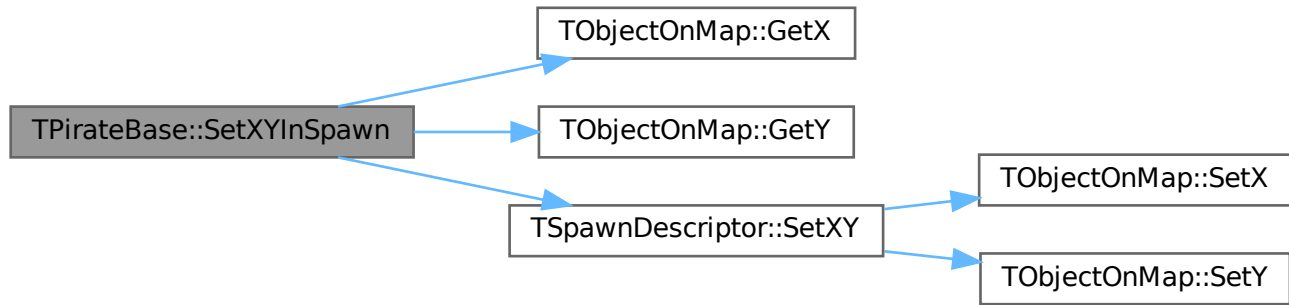 TObjectOnMap::GetX
TPirateBase::SetXYInSpawn
TObjectOnMap::GetY
TSpawnDescriptor::SetXY
TObjectOnMap::SetX
TObjectOnMap::SetY